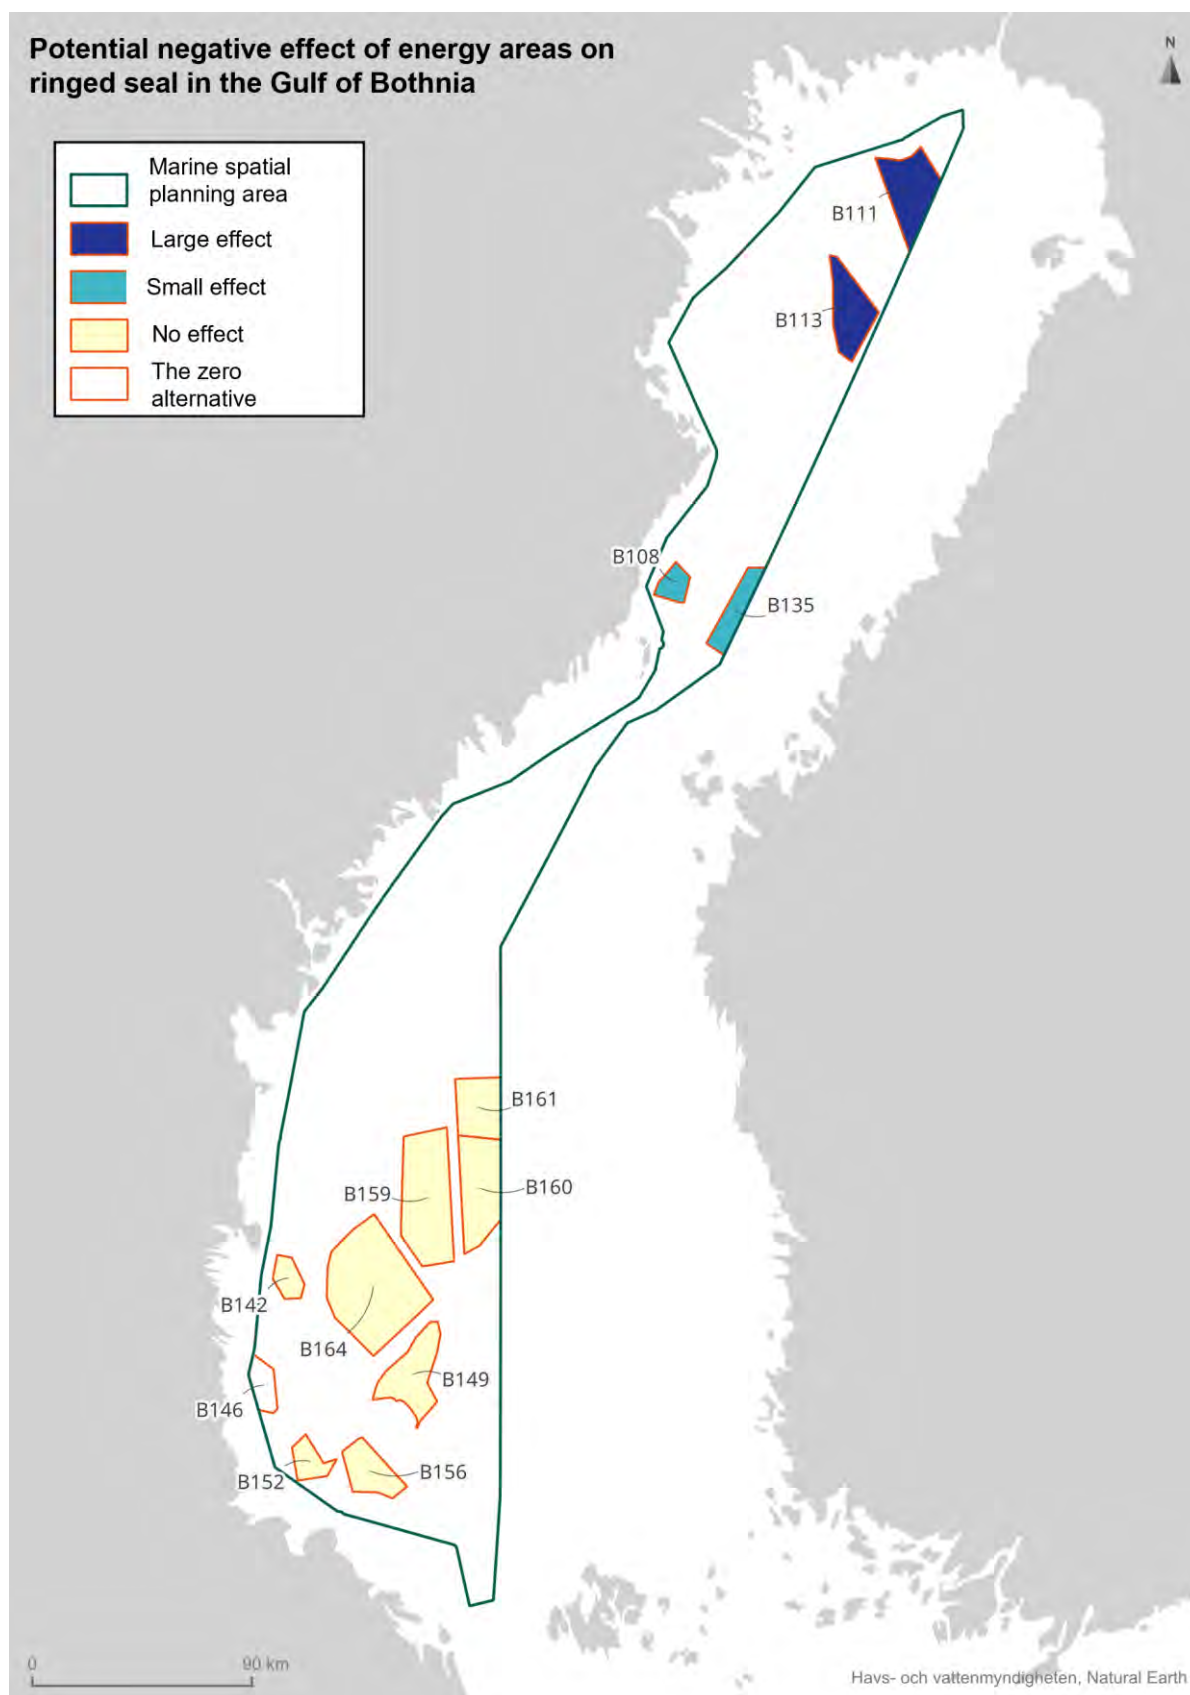 Potential negative effect of energy areas on
ringed seal in the Gulf of Bothnia
N
Marine spatial
planning area
Large effect
Small effect
No effect
The zero
alternative
B111
B113
B108
B135
B161
B160
B159
B142
B164
B149
B146
B152
B156
0 90 km
Havs- och vattenmyndigheten, Natural Earth